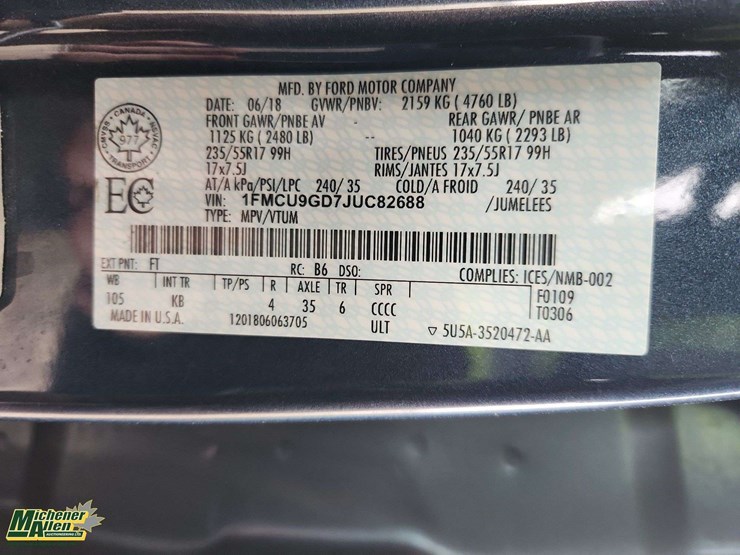 MFD. BY FORD MOTOR COMPANY
DATE: 06/18 GVWR/PNBV: 2159 KG ( 4760 LB)
FRONT GAWR/PNBE AV REAR GAWR/ PNBE AR
1125 KG ( 2480 LB) -- 1040 KG ( 2293 LB)
235/55R17 99H TIRES/PNEUS 235/55R17 99H
17x7.5J RIMS/JANTES 17x7.5J
AT/A kPa/PSI/LPC 240/ 35 COLD/A FROID 240/ 35
VIN: 1FMCU9GD7JUC82688 /JUMELEES
TYPE: MPV/VTUM
CANADA
977
TRANSPORT
EC
EXT PNT: FT RC: B6 DSO: COMPLIES: ICES/NMB-002
WB INT TR TP/PS R AXLE TR SPR F0109
105 KB 4 35 6 CCCC T0306
MADE IN U.S.A. 1201806063705 ULT ▽ 5U5A-3520472-AA
Michener
Allen
AUCTIONEERING LTD.